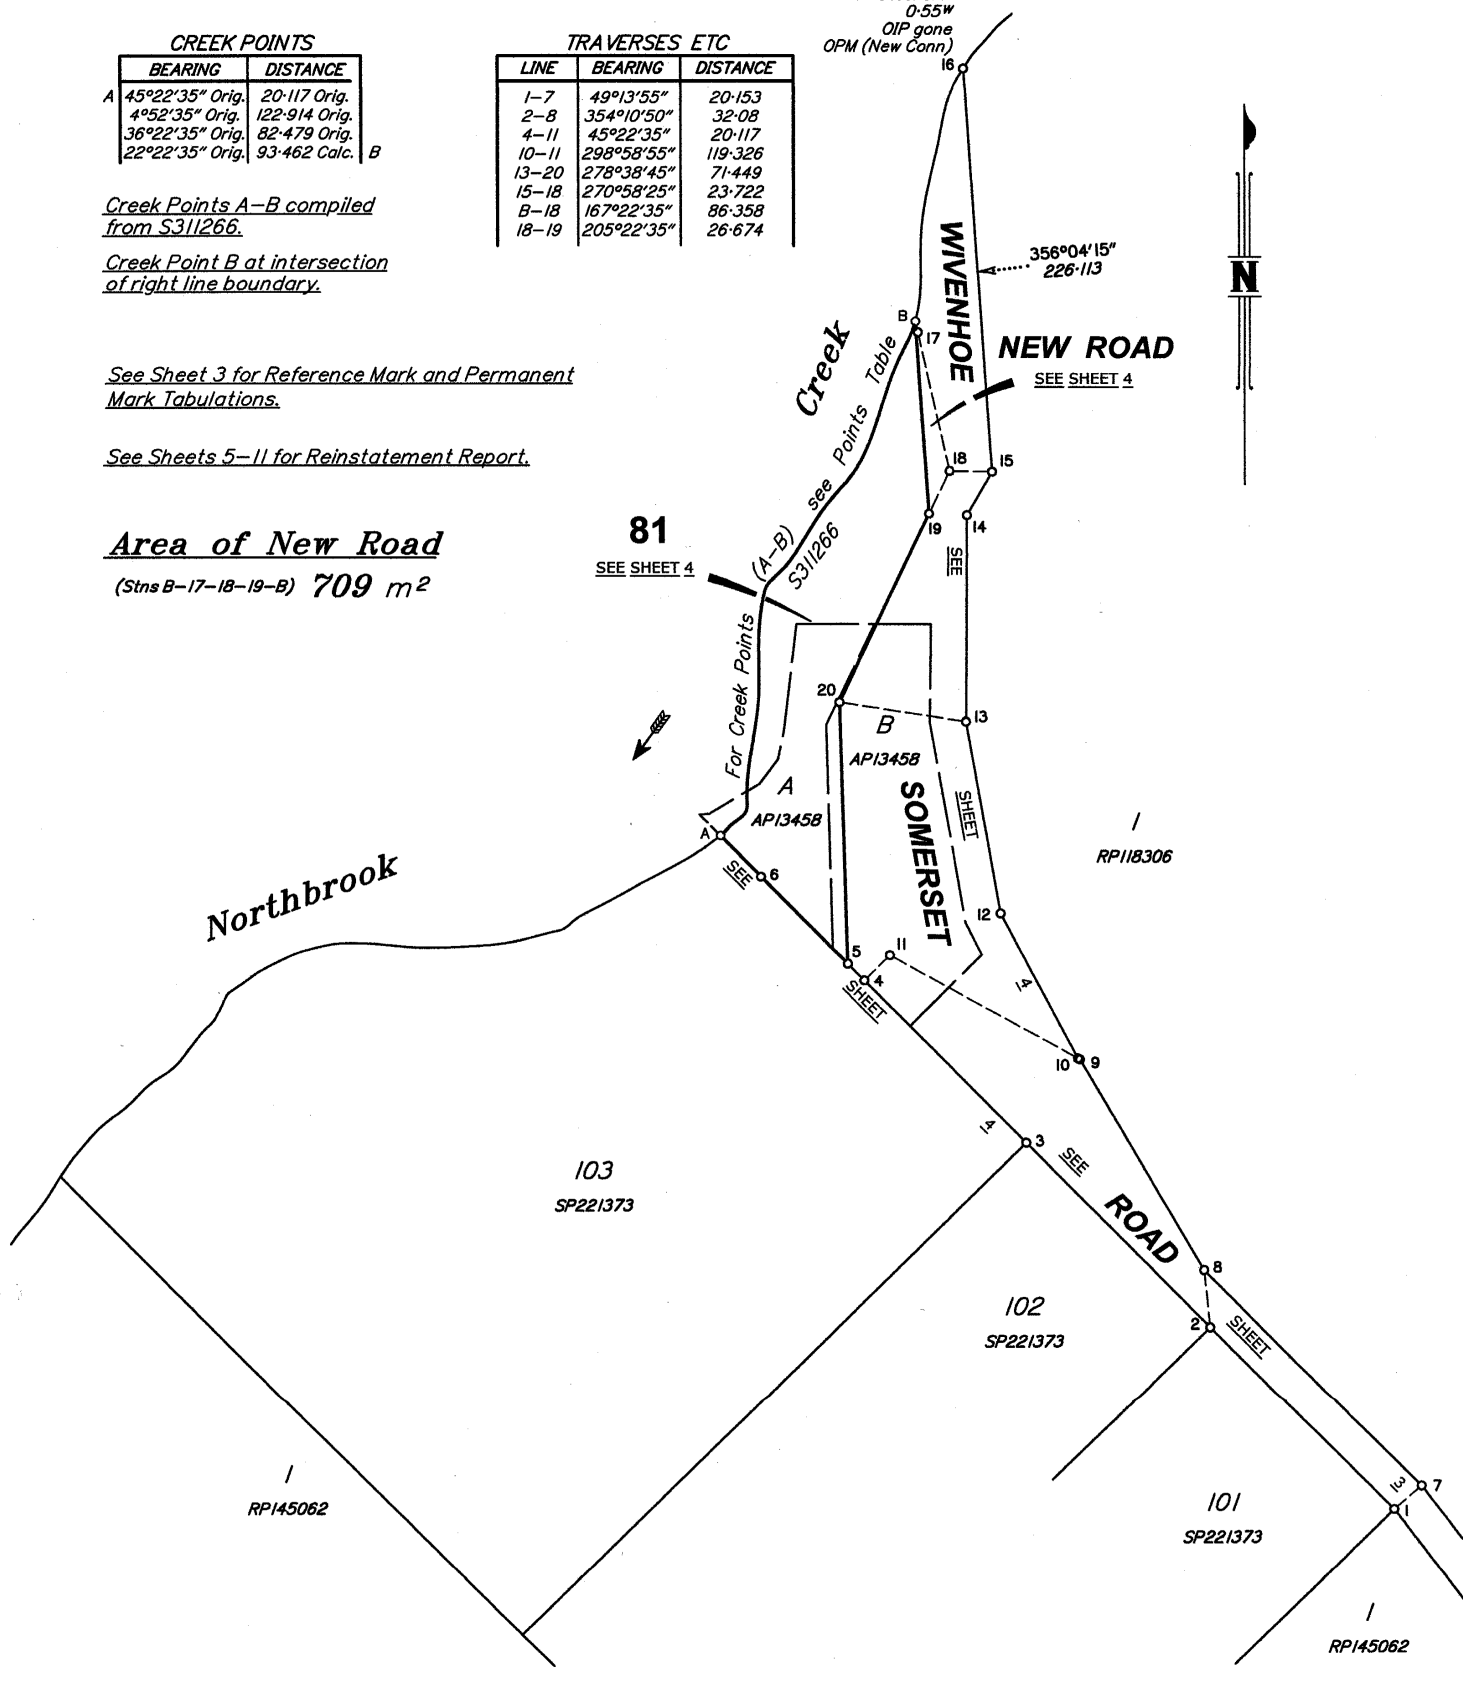 0·55w
OIP gone
OPM (New Conn)
16
CREEK POINTS
BEARING DISTANCE
A 45°22'35" Orig. 20·117 Orig.
4°52'35" Orig. 122·914 Orig.
36°22'35" Orig. 82·479 Orig.
22°22'35" Orig. 93·462 Calc. B
TRAVERSES ETC
LINE BEARING DISTANCE
1-7 49°13'55" 20·153
2-8 354°10'50" 32·08
4-11 45°22'35" 20·117
10-11 298°58'55" 119·326
13-20 278°38'45" 71·449
15-18 270°58'25" 23·722
B-18 167°22'35" 86·358
18-19 205°22'35" 26·674
Creek Points A-B compiled
from S311266.
Creek Point B at intersection
of right line boundary.
See Sheet 3 for Reference Mark and Permanent
Mark Tabulations.
See Sheets 5-11 for Reinstatement Report.
Area of New Road
(Stns B-17-18-19-B) 709 m²
N
WIVENHOE
356°04'15"
226·113
B
17
NEW ROAD
SEE SHEET 4
Creek
For Creek Points (A-B) see Points Table
S311266
18
15
19
14
SEE
81
SEE SHEET 4
20
13
B
AP13458
A
AP13458
SOMERSET
SHEET
1
RP118306
A
SEE
6
Northbrook
12
5
11
4
SHEET
4
10
9
4
3
SEE
103
SP221373
ROAD
8
102
SP221373
2
SHEET
1
RP145062
3
7
1
101
SP221373
1
RP145062